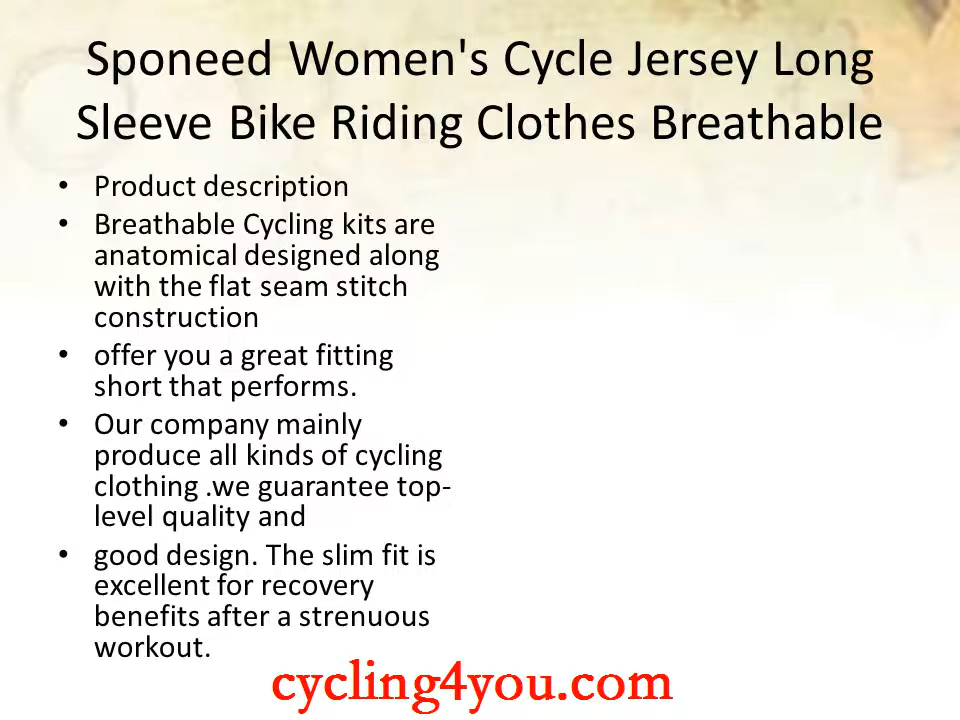 Sponeed Women's Cycle Jersey Long
Sleeve Bike Riding Clothes Breathable
• Product description
• Breathable Cycling kits are
anatomical designed along
with the flat seam stitch
construction
• offer you a great fitting
short that performs.
• Our company mainly
produce all kinds of cycling
clothing .we guarantee top-
level quality and
• good design. The slim fit is
excellent for recovery
benefits after a strenuous
workout.
cycling4you.com